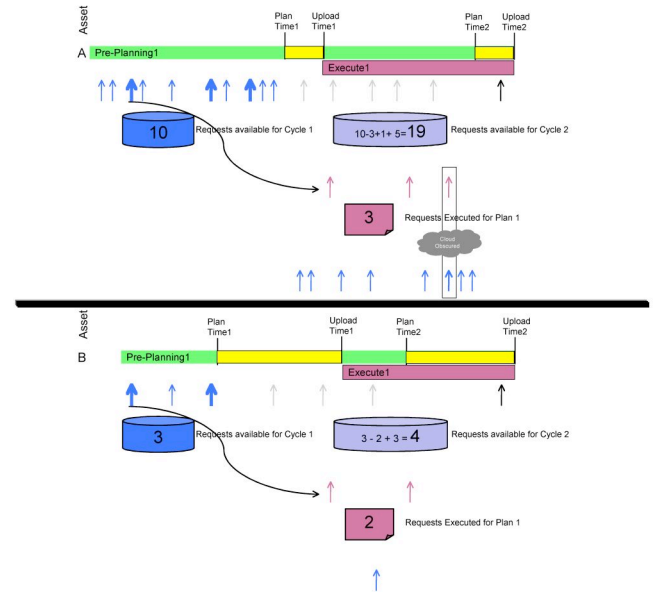 Asset
Plan
Time1
Upload
Time1
Plan
Time2
Upload
Time2
A
Pre-Planning1
Execute1
10
Requests available for Cycle 1
10-3+1+ 5=19
Requests available for Cycle 2
3
Requests Executed for Plan 1
Cloud
Obscured
Asset
Plan
Time1
Upload
Time1
Plan
Time2
Upload
Time2
B
Pre-Planning1
Execute1
3
Requests available for Cycle 1
3 - 2 + 3 = 4
Requests available for Cycle 2
2
Requests Executed for Plan 1